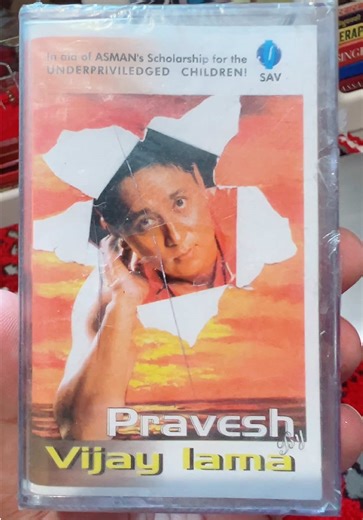 In aid of ASMAN's Scholarship for the
UNDERPRIVILEDGED CHILDREN!
SAV
Pravesh
Vijay lama